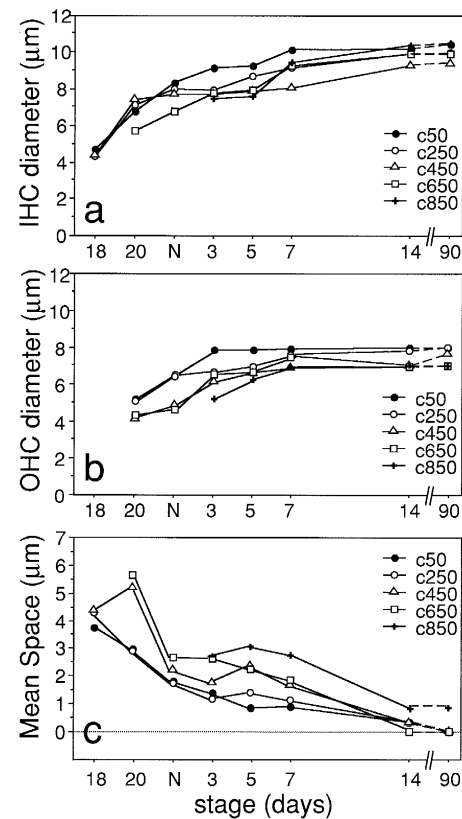 IHC diameter (μm)
12
10
8
6
4
2
0
a
c50
c250
c450
c650
c850
18 20 N 3 5 7 14 90
OHC diameter (μm)
12
10
8
6
4
2
0
b
c50
c250
c450
c650
c850
18 20 N 3 5 7 14 90
Mean Space (μm)
7
6
5
4
3
2
1
0
c
c50
c250
c450
c650
c850
18 20 N 3 5 7 14 90
stage (days)